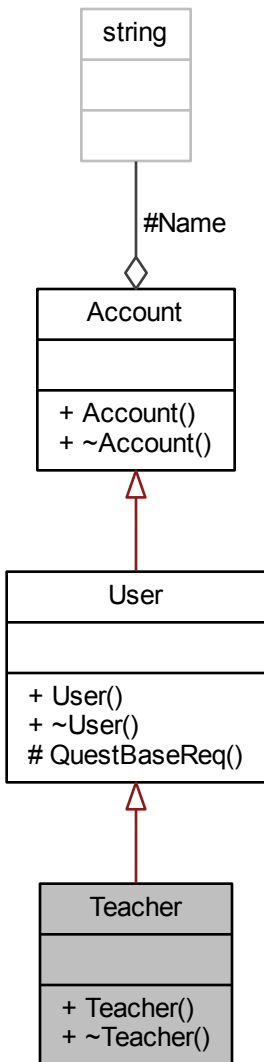 string
#Name
Account
+ Account()
+ ~Account()
User
+ User()
+ ~User()
# QuestBaseReq()
Teacher
+ Teacher()
+ ~Teacher()